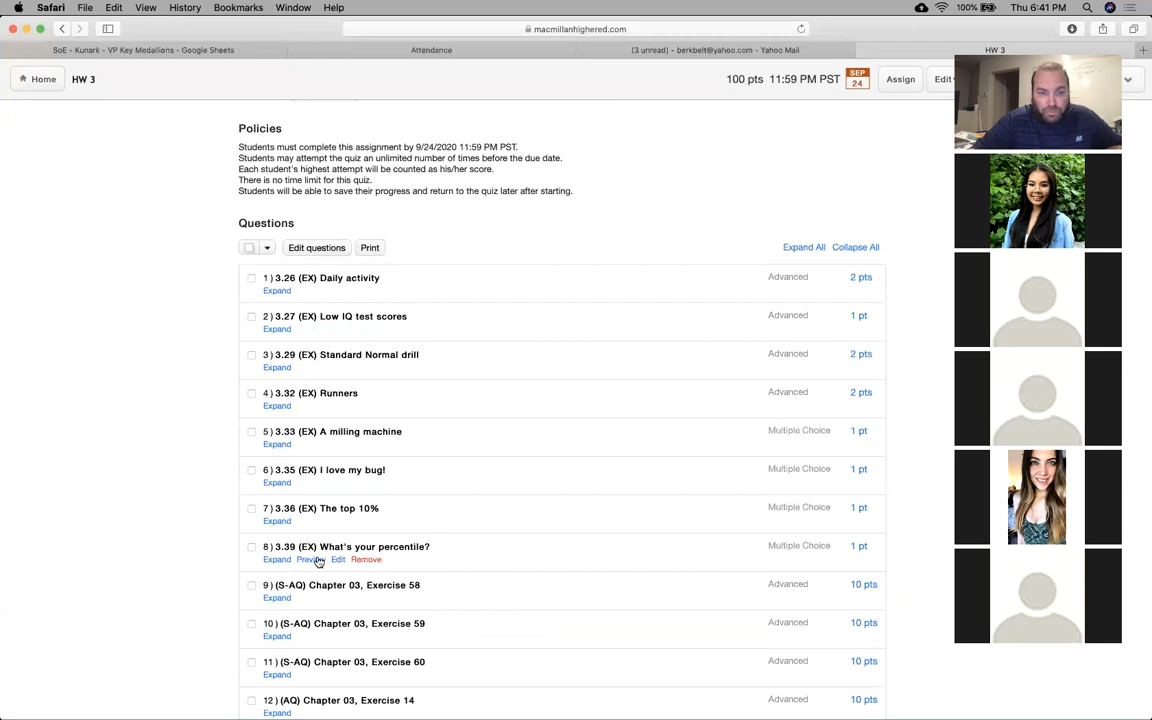 Safari File Edit View History Bookmarks Window Help 100% Thu 6:41 PM
macmillanhighered.com
SoE - Kunark - VP Key Medallions - Google Sheets Attendance (3 unread) - berkbelt@yahoo.com - Yahoo Mail HW 3
Home HW 3 100 pts 11:59 PM PST SEP 24 Assign Edit
Policies
Students must complete this assignment by 9/24/2020 11:59 PM PST.
Students may attempt the quiz an unlimited number of times before the due date.
Each student's highest attempt will be counted as his/her score.
There is no time limit for this quiz.
Students will be able to save their progress and return to the quiz later after starting.
Questions
Edit questions Print Expand All Collapse All
1 ) 3.26 (EX) Daily activity Advanced 2 pts
Expand
2 ) 3.27 (EX) Low IQ test scores Advanced 1 pt
Expand
3 ) 3.29 (EX) Standard Normal drill Advanced 2 pts
Expand
4 ) 3.32 (EX) Runners Advanced 2 pts
Expand
5 ) 3.33 (EX) A milling machine Multiple Choice 1 pt
Expand
6 ) 3.35 (EX) I love my bug! Multiple Choice 1 pt
Expand
7 ) 3.36 (EX) The top 10% Multiple Choice 1 pt
Expand
8 ) 3.39 (EX) What's your percentile? Multiple Choice 1 pt
Expand Preview Edit Remove
9 ) (S-AQ) Chapter 03, Exercise 58 Advanced 10 pts
Expand
10 ) (S-AQ) Chapter 03, Exercise 59 Advanced 10 pts
Expand
11 ) (S-AQ) Chapter 03, Exercise 60 Advanced 10 pts
Expand
12 ) (AQ) Chapter 03, Exercise 14 Advanced 10 pts
Expand